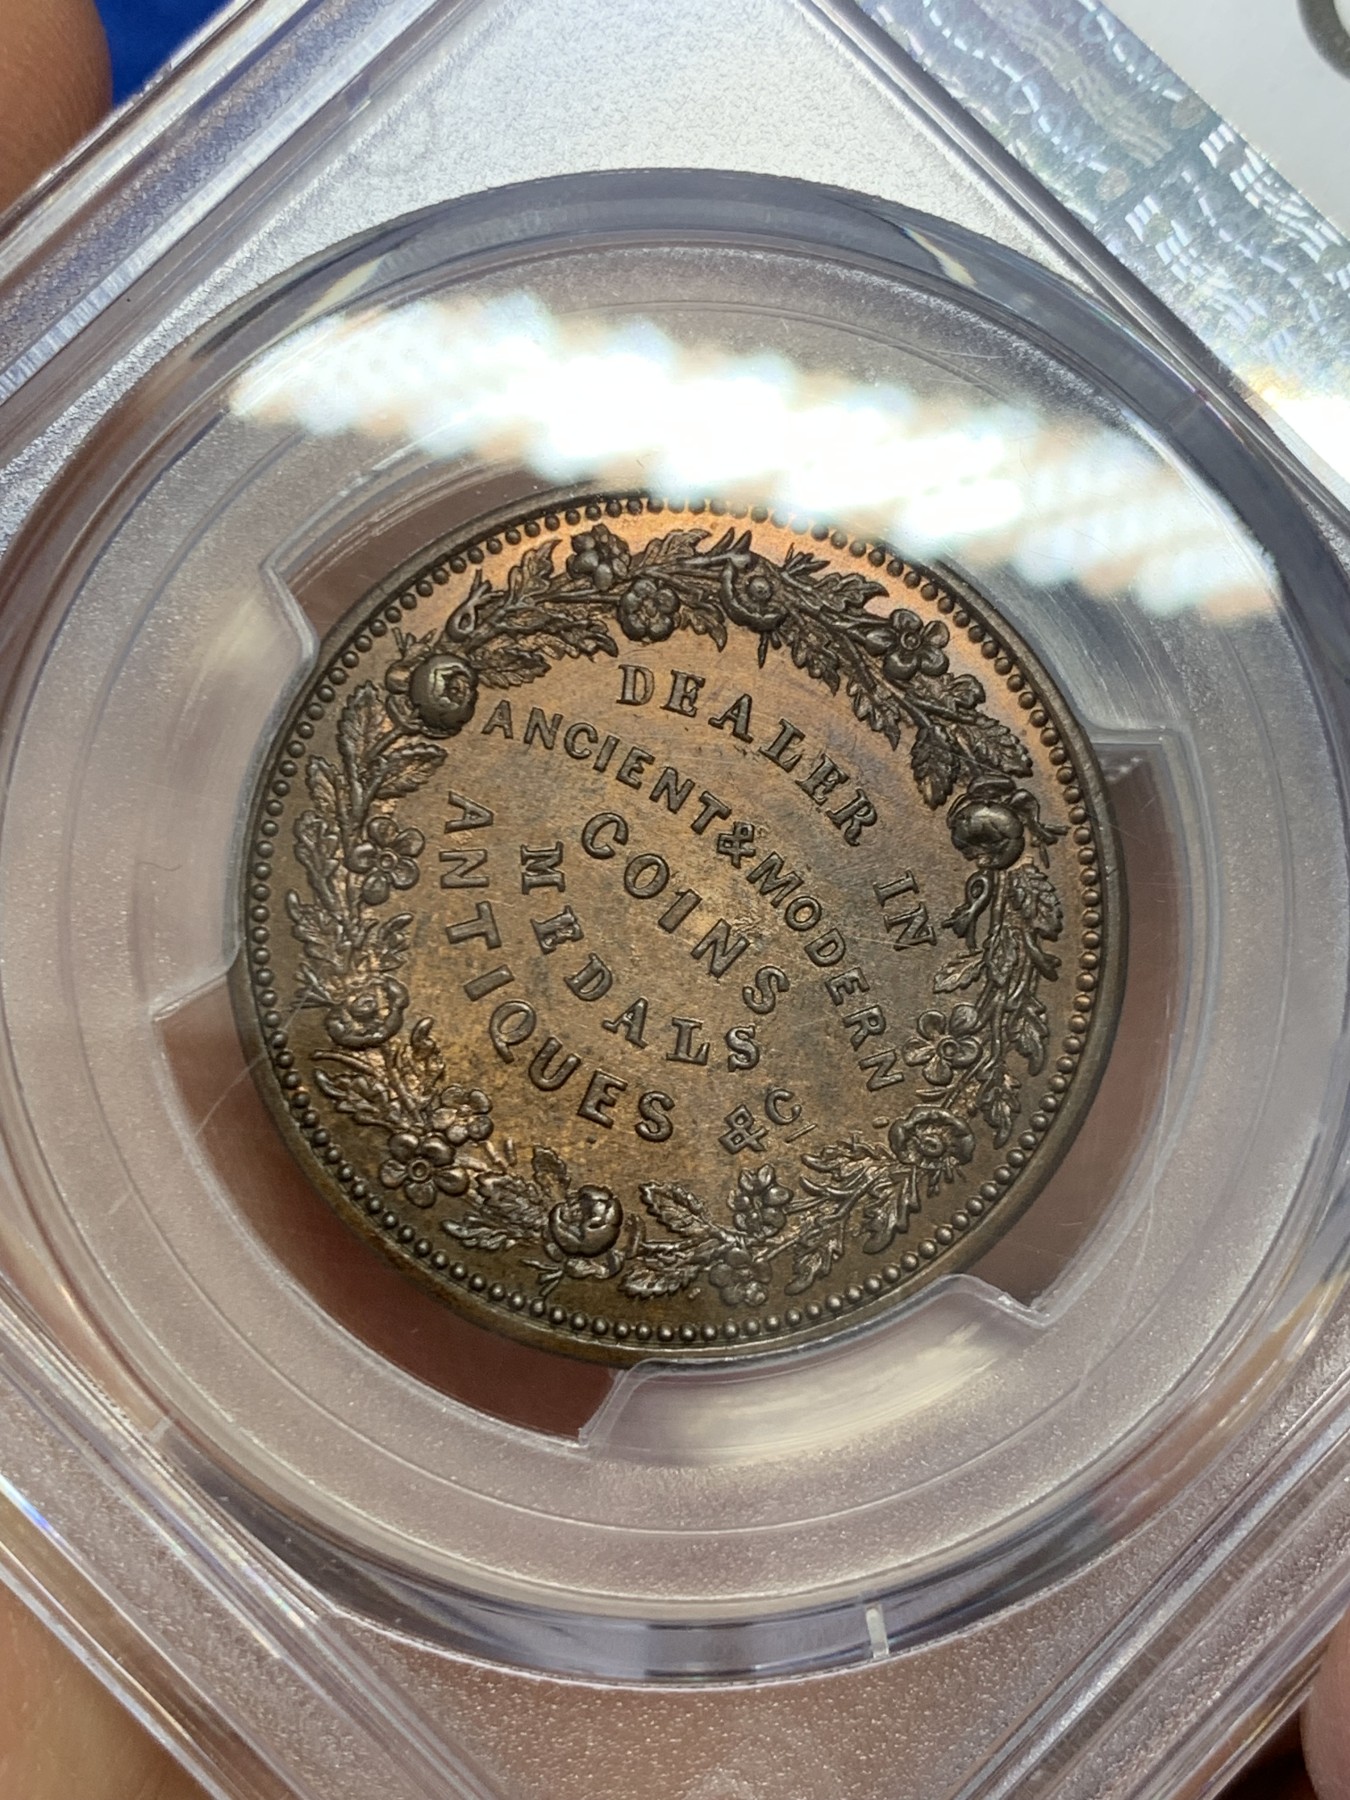 DEALER IN
ANCIENT & MODERN
COINS
MEDALS
ANTIQUES &C/